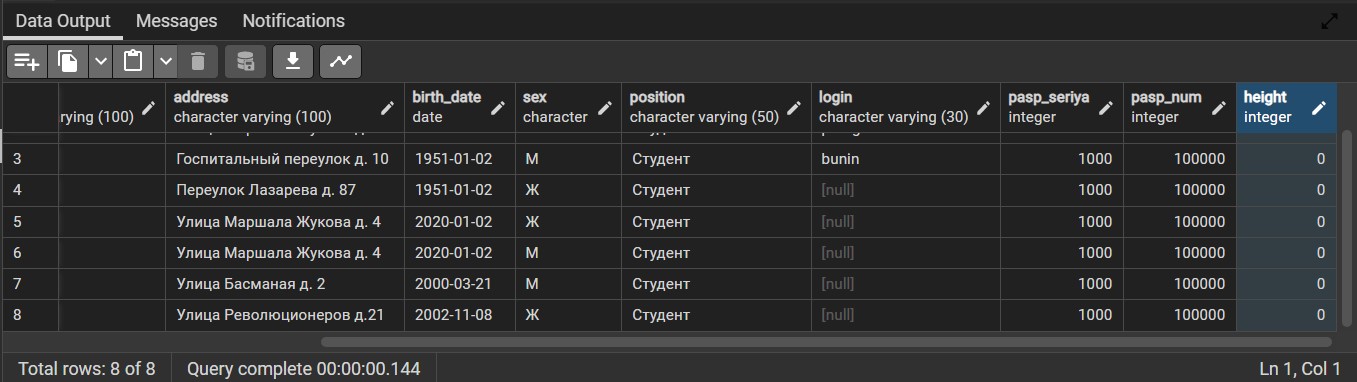 Data Output Messages Notifications
address birth_date sex position login pasp_seriya pasp_num height
rying (100) character varying (100) date character character varying (50) character varying (30) integer integer integer
3 Госпитальный переулок д. 10 1951-01-02 М Студент bunin 1000 100000 0
4 Переулок Лазарева д. 87 1951-01-02 Ж Студент [null] 1000 100000 0
5 Улица Маршала Жукова д. 4 2020-01-02 Ж Студент [null] 1000 100000 0
6 Улица Маршала Жукова д. 4 2020-01-02 М Студент [null] 1000 100000 0
7 Улица Басманая д. 2 2000-03-21 М Студент [null] 1000 100000 0
8 Улица Революционеров д.21 2002-11-08 Ж Студент [null] 1000 100000 0
Total rows: 8 of 8 Query complete 00:00:00.144 Ln 1, Col 1